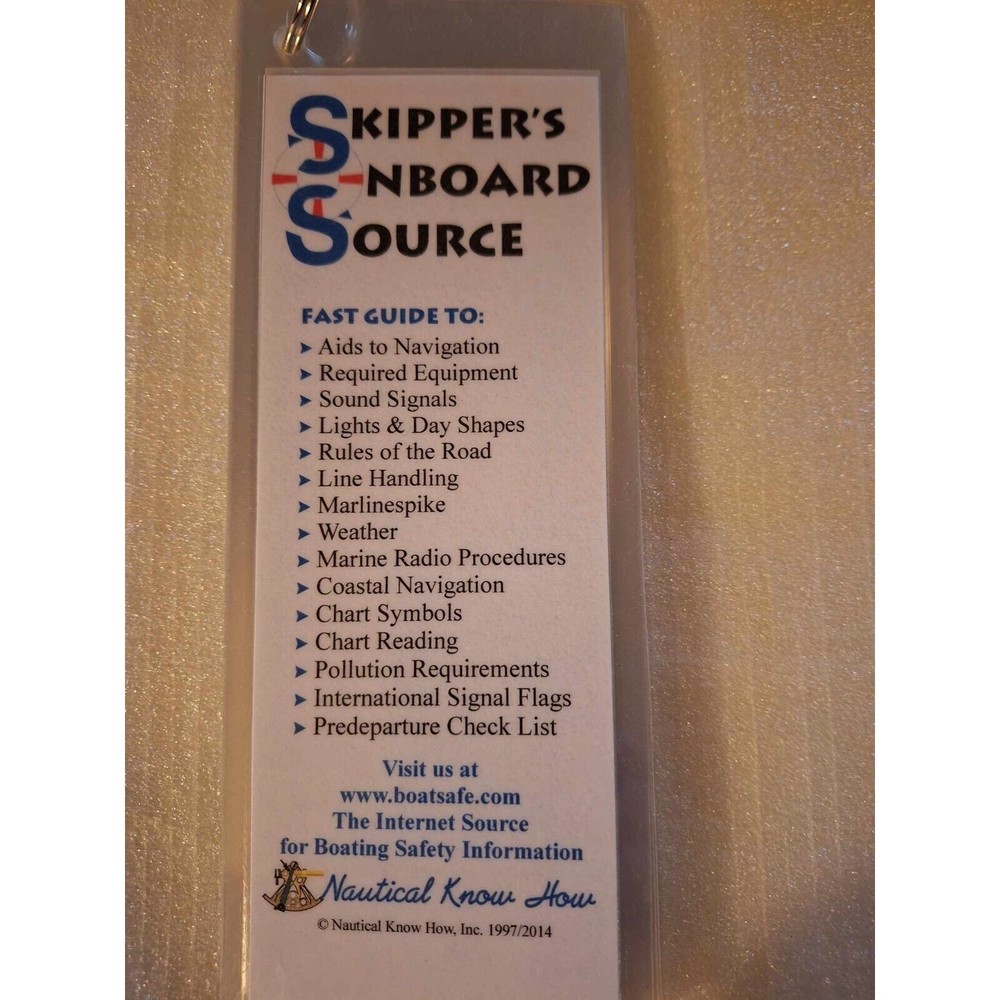 SKIPPER'S
ONBOARD
SOURCE
FAST GUIDE TO:
➤ Aids to Navigation
➤ Required Equipment
➤ Sound Signals
➤ Lights & Day Shapes
➤ Rules of the Road
➤ Line Handling
➤ Marlinespike
➤ Weather
➤ Marine Radio Procedures
➤ Coastal Navigation
➤ Chart Symbols
➤ Chart Reading
➤ Pollution Requirements
➤ International Signal Flags
➤ Predeparture Check List
Visit us at
www.boatsafe.com
The Internet Source
for Boating Safety Information
Nautical Know How
© Nautical Know How, Inc. 1997/2014